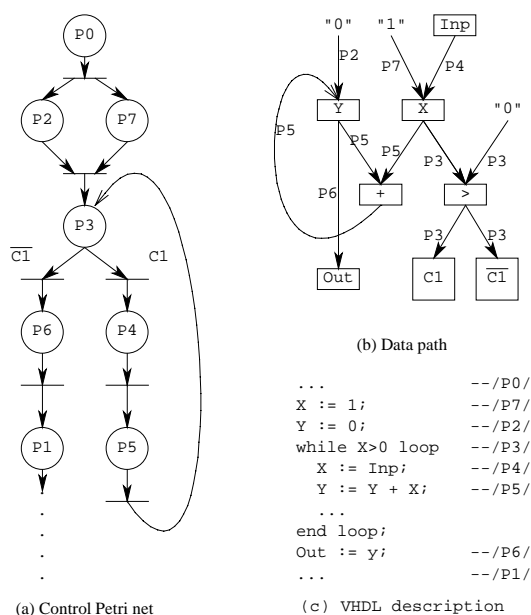 P0
P2
P7
P3
C1
C1
P6
P4
P1
P5
.
.
.
.
(a) Control Petri net
"0"
"1"
Inp
P2
P7
P4
"0"
Y
X
P5
P5
P5
P3
P3
P6
+
>
P3
P3
Out
C1
C1
(b) Data path
... --/P0/
X := 1; --/P7/
Y := 0; --/P2/
while X>0 loop --/P3/
X := Inp; --/P4/
Y := Y + X; --/P5/
...
end loop;
Out := y; --/P6/
... --/P1/
(c) VHDL description